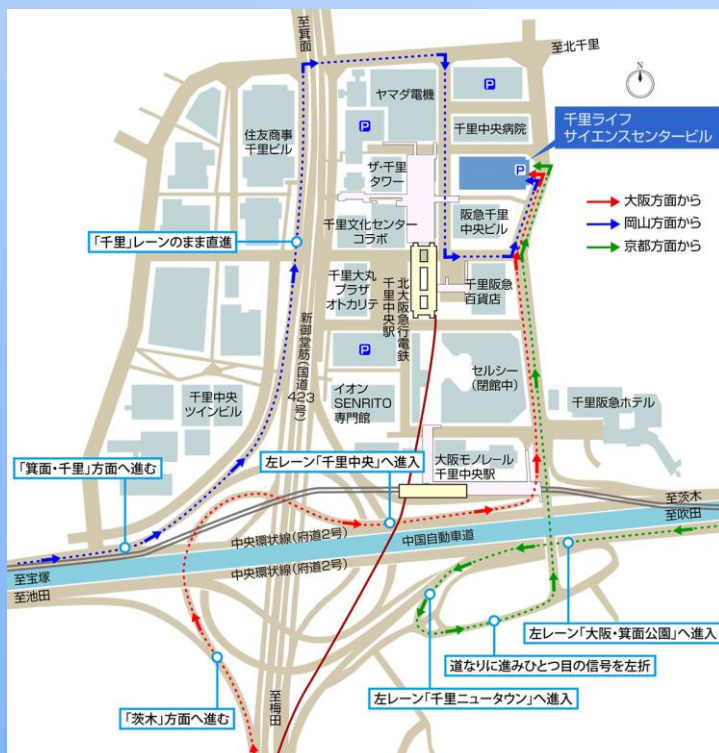 至箕面
至北千里
N
ヤマダ電機
P
住友商事
千里ビル
P
千里中央病院
千里ライフ
サイエンスセンタービル
P
ザ・千里
タワー
大阪方面から
岡山方面から
京都方面から
千里文化センター
コラボ
阪急千里
中央ビル
「千里」レーンのまま直進
千里大丸
プラザ
オトカリテ
北大阪急行電鉄
千里中央駅
千里阪急
百貨店
新御堂筋(国道
423号)
P
セルシー
(閉館中)
千里中央
ツインビル
イオン
SENRITO
専門館
千里阪急ホテル
「箕面・千里」方面へ進む
左レーン「千里中央」へ進入
大阪モノレール
千里中央駅
至茨木
至吹田
中央環状線(府道2号)
中国自動車道
至宝塚
中央環状線(府道2号)
至池田
左レーン「大阪・箕面公園」へ進入
道なりに進みひとつ目の信号を左折
左レーン「千里ニュータウン」へ進入
「茨木」方面へ進む
至梅田